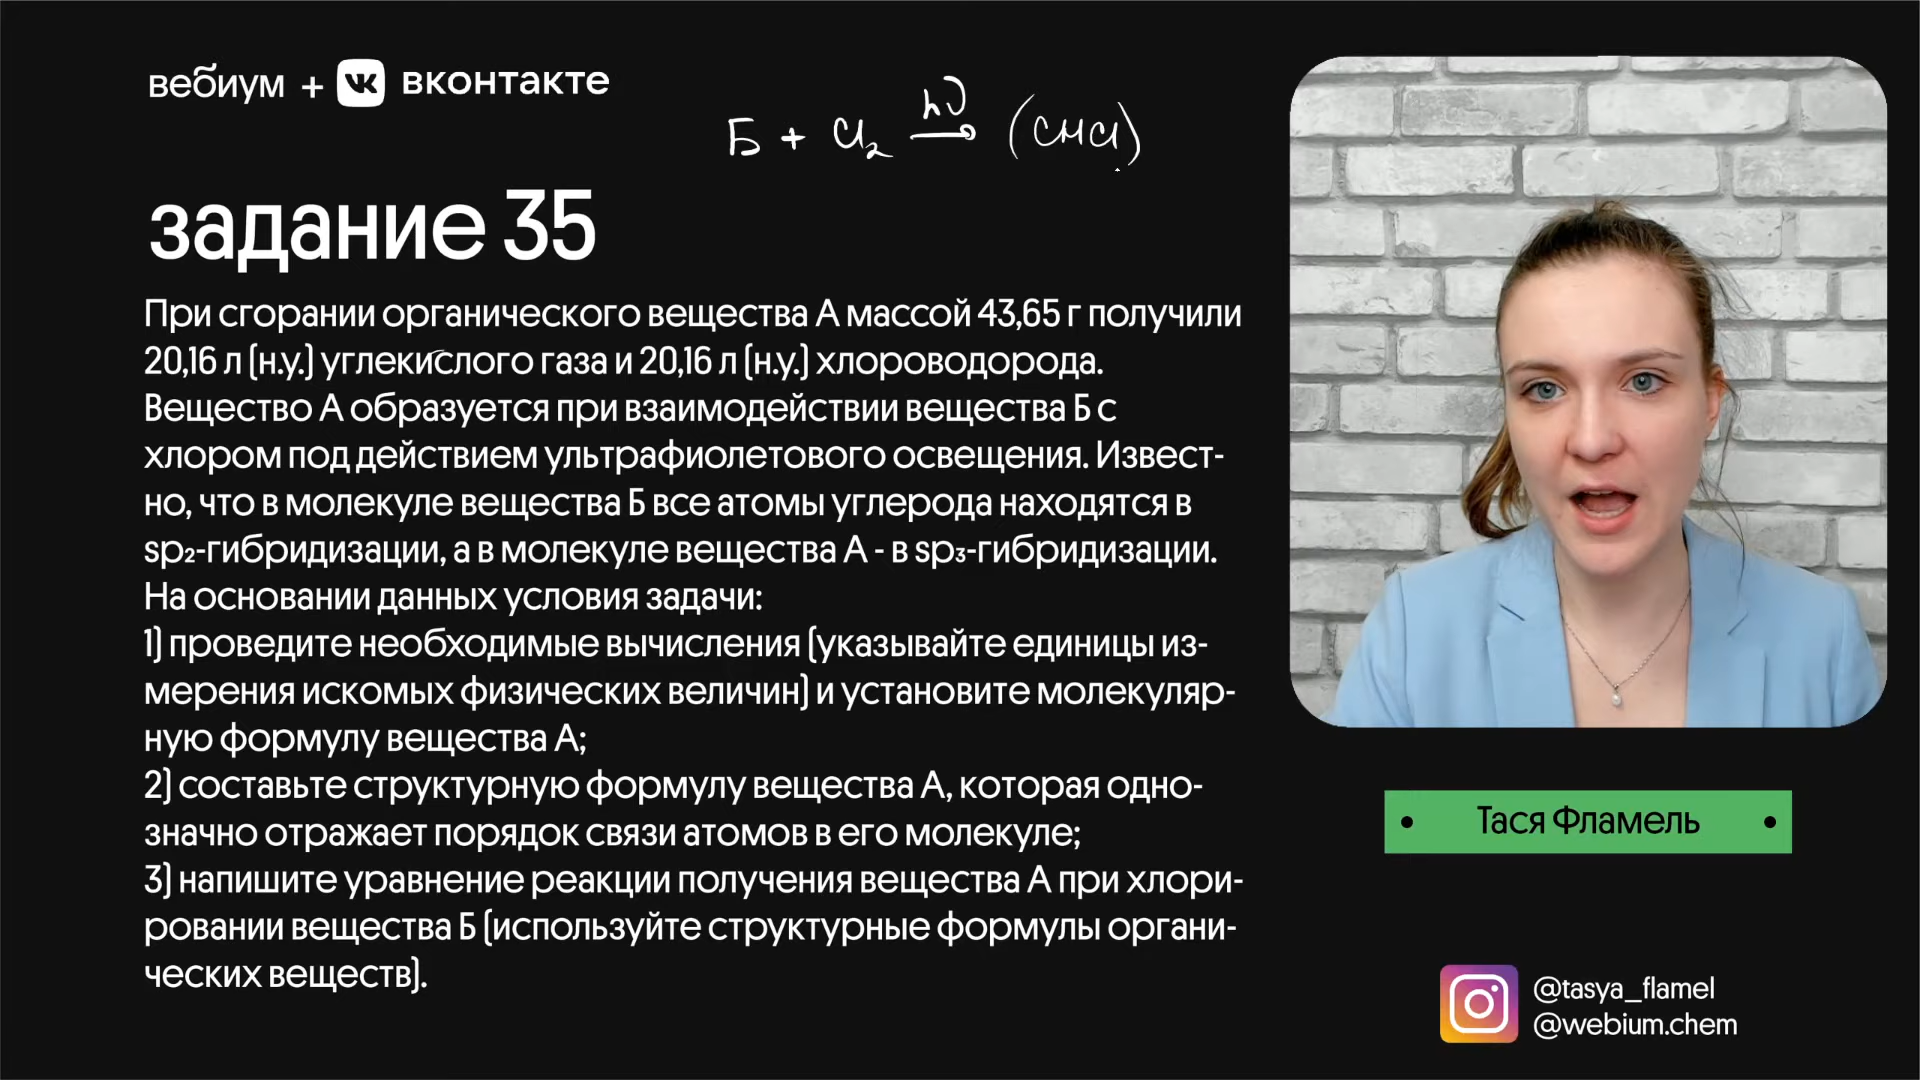 вебиум + вконтакте
Б + Cl₂ hν → (CHCl)
задание 35
При сгорании органического вещества А массой 43,65 г получили
20,16 л (н.у.) углекислого газа и 20,16 л (н.у.) хлороводорода.
Вещество А образуется при взаимодействии вещества Б с
хлором под действием ультрафиолетового освещения. Извест-
но, что в молекуле вещества Б все атомы углерода находятся в
sp₂-гибридизации, а в молекуле вещества А - в sp₃-гибридизации.
На основании данных условия задачи:
1) проведите необходимые вычисления (указывайте единицы из-
мерения искомых физических величин) и установите молекуляр-
ную формулу вещества А;
2) составьте структурную формулу вещества А, которая одно-
значно отражает порядок связи атомов в его молекуле;
3) напишите уравнение реакции получения вещества А при хлори-
ровании вещества Б (используйте структурные формулы органи-
ческих веществ).
• Тася Фламель •
@tasya_flamel
@webium.chem